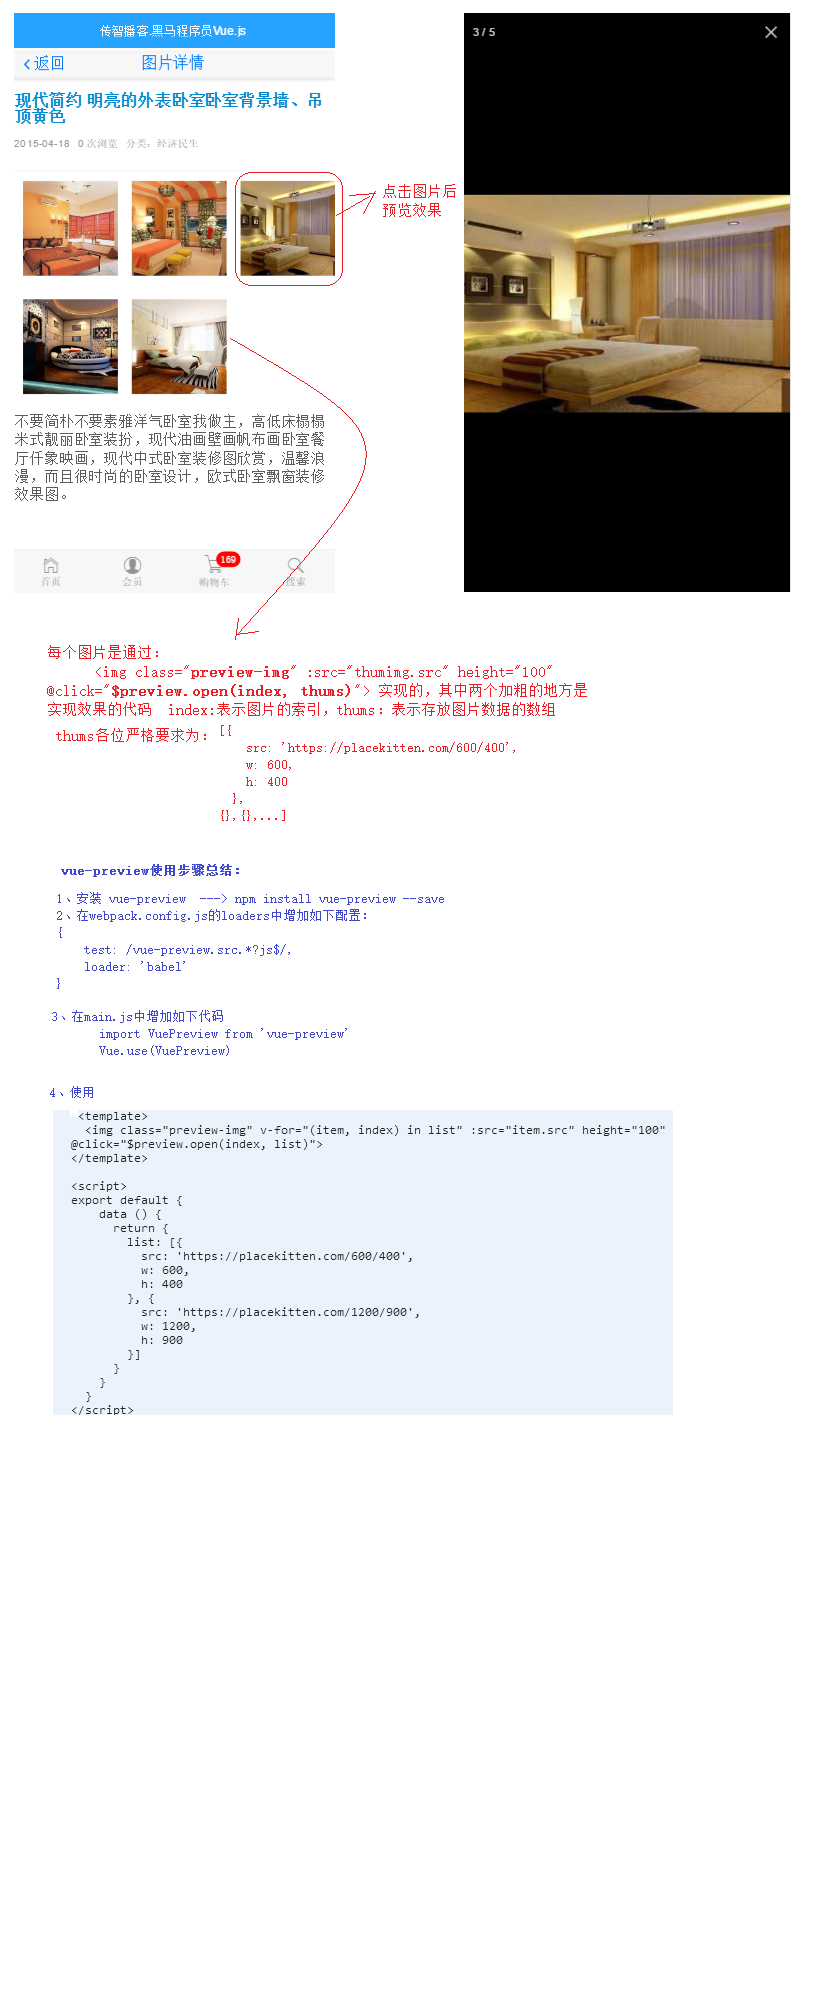 传智播客.黑马程序员Vue.js
返回
图片详情
现代简约 明亮的外表卧室卧室背景墙、吊
顶黄色
2015-04-18 0 次浏览 分类：经济民生
点击图片后
预览效果
3 / 5
不要简朴不要素雅洋气卧室我做主，高低床榻榻
米式靓丽卧室装扮，现代油画壁画帆布画卧室餐
厅仟象映画，现代中式卧室装修图欣赏，温馨浪
漫，而且很时尚的卧室设计，欧式卧室飘窗装修
效果图。
首页
会员
169
购物车
搜索
每个图片是通过：
<img class="preview-img" :src="thumimg.src" height="100"
@click="$preview.open(index, thums)"> 实现的，其中两个加粗的地方是
实现效果的代码 index:表示图片的索引，thums：表示存放图片数据的数组
thums各位严格要求为：
[{
src: 'https://placekitten.com/600/400',
w: 600,
h: 400
},
{},{},...]
vue-preview使用步骤总结：
1、安装 vue-preview ---> npm install vue-preview --save
2、在webpack.config.js的loaders中增加如下配置：
{
test: /vue-preview.src.*?js$/,
loader: 'babel'
}
3、在main.js中增加如下代码
import VuePreview from 'vue-preview'
Vue.use(VuePreview)
4、使用
<template>
<img class="preview-img" v-for="(item, index) in list" :src="item.src" height="100"
@click="$preview.open(index, list)">
</template>
<script>
export default {
data () {
return {
list: [{
src: 'https://placekitten.com/600/400',
w: 600,
h: 400
}, {
src: 'https://placekitten.com/1200/900',
w: 1200,
h: 900
}]
}
}
}
</script>